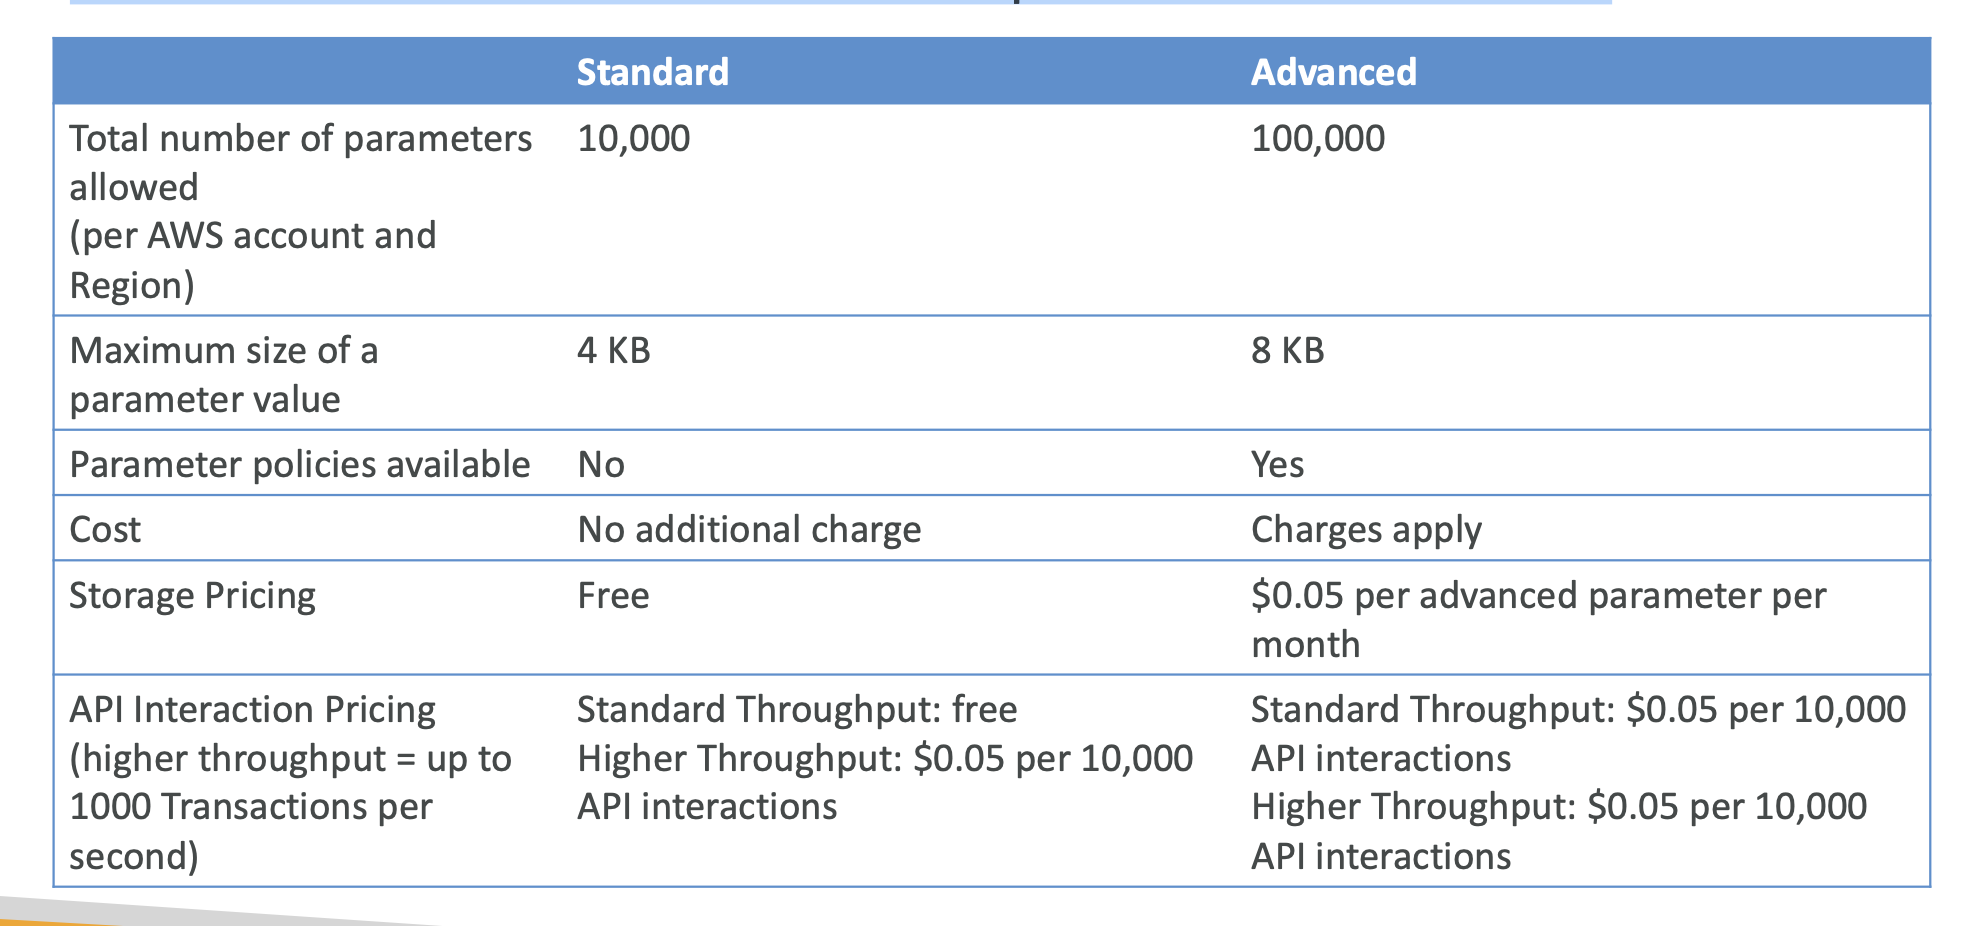 Standard Advanced
Total number of parameters 10,000 100,000
allowed
(per AWS account and
Region)
Maximum size of a 4 KB 8 KB
parameter value
Parameter policies available No Yes
Cost No additional charge Charges apply
Storage Pricing Free $0.05 per advanced parameter per
month
API Interaction Pricing
(higher throughput = up to
1000 Transactions per
second)
Standard Throughput: free
Higher Throughput: $0.05 per 10,000
API interactions
Standard Throughput: $0.05 per 10,000
API interactions
Higher Throughput: $0.05 per 10,000
API interactions